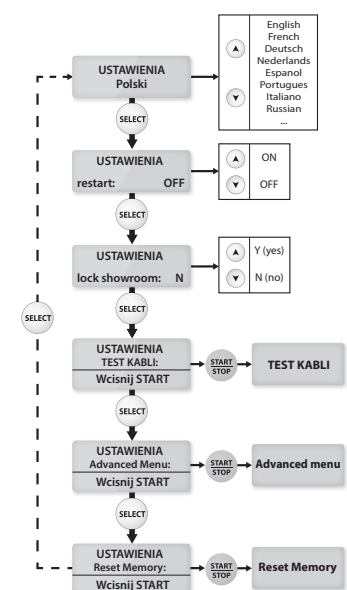 English
French
Deutsch
Nederlands
Espanol
Portugues
Italiano
Russian
...
USTAWIENIA
Polski
SELECT
USTAWIENIA
restart: OFF
ON
OFF
SELECT
USTAWIENIA
lock showroom: N
Y (yes)
N (no)
SELECT
SELECT
USTAWIENIA
TEST KABLI:
Wcisnij START
START
STOP
TEST KABLI
SELECT
USTAWIENIA
Advanced Menu:
Wcisnij START
START
STOP
Advanced menu
SELECT
USTAWIENIA
Reset Memory:
Wcisnij START
START
STOP
Reset Memory